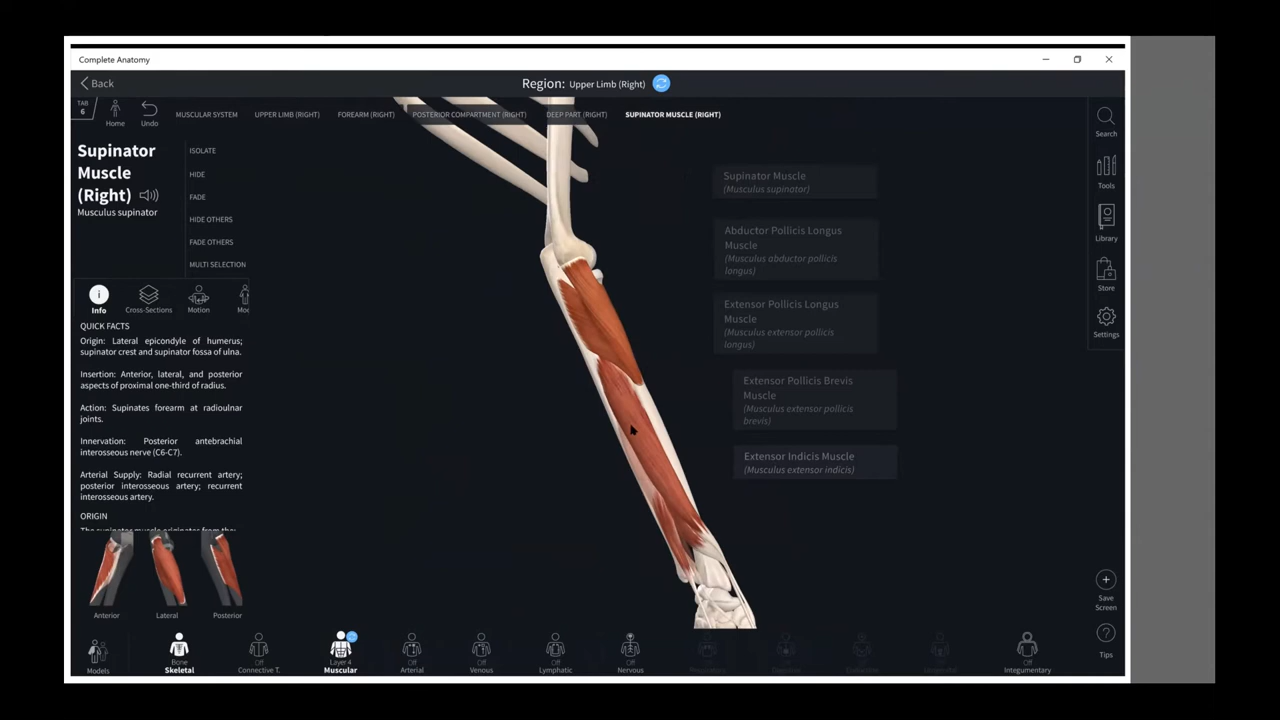 Complete Anatomy
Back
Region: Upper Limb (Right)
TAB
6
Home
Undo
MUSCULAR SYSTEM
UPPER LIMB (RIGHT)
FOREARM (RIGHT)
POSTERIOR COMPARTMENT (RIGHT)
DEEP PART (RIGHT)
SUPINATOR MUSCLE (RIGHT)
Supinator
Muscle
(Right)
Musculus supinator
ISOLATE
HIDE
FADE
HIDE OTHERS
FADE OTHERS
MULTI SELECTION
Info
Cross-Sections
Motion
QUICK FACTS
Origin: Lateral epicondyle of humerus;
supinator crest and supinator fossa of ulna.
Insertion: Anterior, lateral, and posterior
aspects of proximal one-third of radius.
Action: Supinates forearm at radioulnar
joints.
Innervation: Posterior antebrachial
interosseous nerve (C6-C7).
Arterial Supply: Radial recurrent artery;
posterior interosseous artery; recurrent
interosseous artery.
ORIGIN
Anterior
Lateral
Posterior
Supinator Muscle
(Musculus supinator)
Abductor Pollicis Longus
Muscle
(Musculus abductor pollicis
longus)
Extensor Pollicis Longus
Muscle
(Musculus extensor pollicis
longus)
Extensor Pollicis Brevis
Muscle
(Musculus extensor pollicis
brevis)
Extensor Indicis Muscle
(Musculus extensor indicis)
Search
Tools
Library
Store
Settings
Save
Screen
Tips
Models
Bone
Skeletal
Off
Connective T.
Layer 4
Muscular
Off
Arterial
Off
Venous
Off
Lymphatic
Off
Nervous
Off
Integumentary